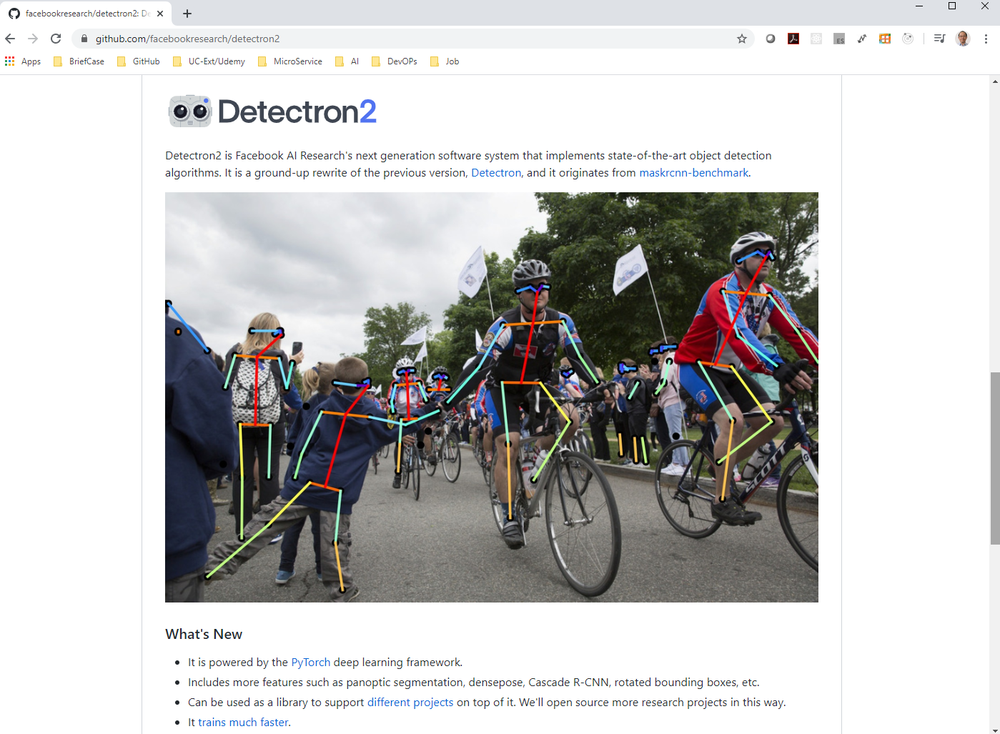 facebookresearch/detectron2: De
github.com/facebookresearch/detectron2
ES
Apps BriefCase GitHub UC-Ext/Udemy MicroService AI DevOPs Job
Detectron2
Detectron2 is Facebook AI Research's next generation software system that implements state-of-the-art object detection
algorithms. It is a ground-up rewrite of the previous version, Detectron, and it originates from maskrcnn-benchmark.
SCOTT
What's New
It is powered by the PyTorch deep learning framework.
Includes more features such as panoptic segmentation, densepose, Cascade R-CNN, rotated bounding boxes, etc.
Can be used as a library to support different projects on top of it. We'll open source more research projects in this way.
It trains much faster.